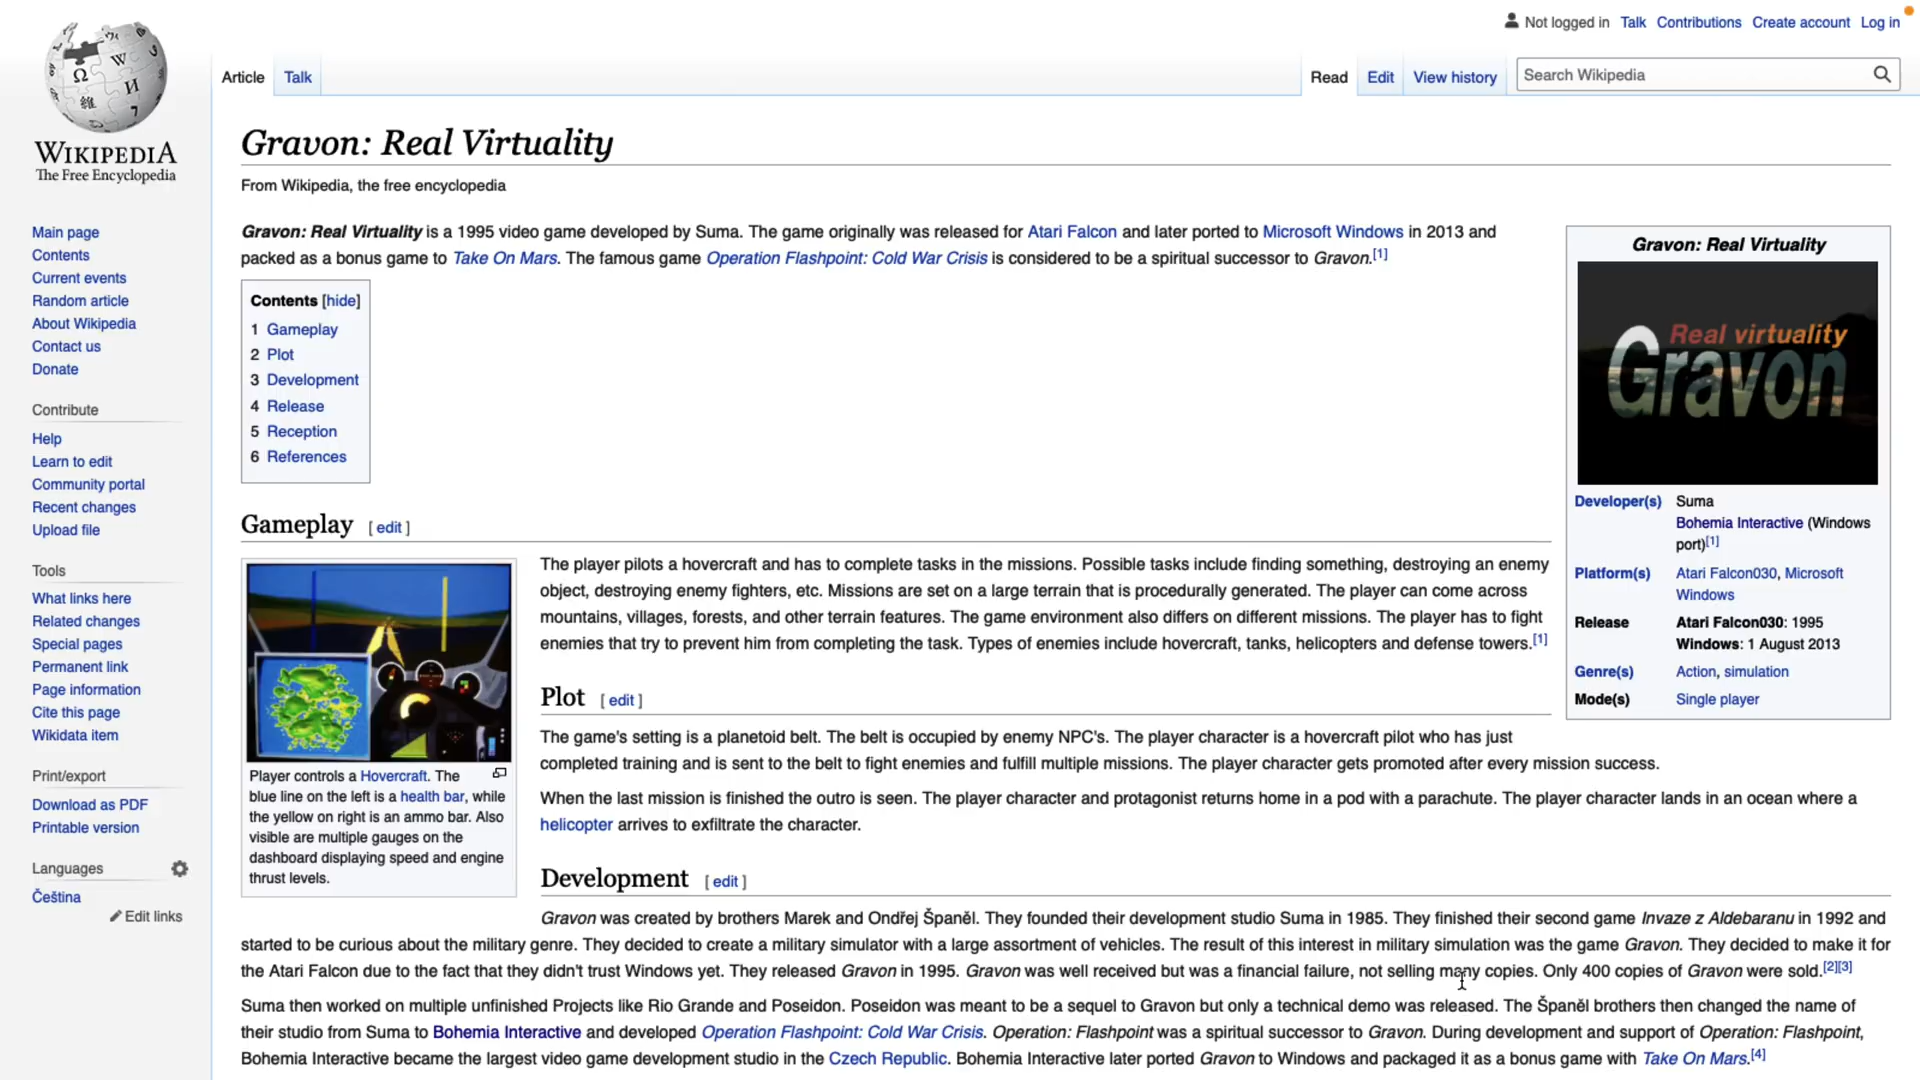 Not logged in Talk Contributions Create account Log in
Article Talk Read Edit View history Search Wikipedia
WIKIPEDIA
The Free Encyclopedia
Main page
Contents
Current events
Random article
About Wikipedia
Contact us
Donate
Contribute
Help
Learn to edit
Community portal
Recent changes
Upload file
Tools
What links here
Related changes
Special pages
Permanent link
Page information
Cite this page
Wikidata item
Print/export
Download as PDF
Printable version
Languages
Čeština
Edit links
Gravon: Real Virtuality
From Wikipedia, the free encyclopedia
Gravon: Real Virtuality is a 1995 video game developed by Suma. The game originally was released for Atari Falcon and later ported to Microsoft Windows in 2013 and
packed as a bonus game to Take On Mars. The famous game Operation Flashpoint: Cold War Crisis is considered to be a spiritual successor to Gravon.[1]
Contents [hide]
1 Gameplay
2 Plot
3 Development
4 Release
5 Reception
6 References
Gravon: Real Virtuality
Real virtuality
Gravon
Developer(s) Suma
Bohemia Interactive (Windows
port)[1]
Platform(s) Atari Falcon030, Microsoft
Windows
Release Atari Falcon030: 1995
Windows: 1 August 2013
Genre(s) Action, simulation
Mode(s) Single player
Gameplay [ edit ]
Player controls a Hovercraft. The
blue line on the left is a health bar, while
the yellow on right is an ammo bar. Also
visible are multiple gauges on the
dashboard displaying speed and engine
thrust levels.
The player pilots a hovercraft and has to complete tasks in the missions. Possible tasks include finding something, destroying an enemy
object, destroying enemy fighters, etc. Missions are set on a large terrain that is procedurally generated. The player can come across
mountains, villages, forests, and other terrain features. The game environment also differs on different missions. The player has to fight
enemies that try to prevent him from completing the task. Types of enemies include hovercraft, tanks, helicopters and defense towers.[1]
Plot [ edit ]
The game's setting is a planetoid belt. The belt is occupied by enemy NPC's. The player character is a hovercraft pilot who has just
completed training and is sent to the belt to fight enemies and fulfill multiple missions. The player character gets promoted after every mission success.
When the last mission is finished the outro is seen. The player character and protagonist returns home in a pod with a parachute. The player character lands in an ocean where a
helicopter arrives to exfiltrate the character.
Development [ edit ]
Gravon was created by brothers Marek and Ondřej Španěl. They founded their development studio Suma in 1985. They finished their second game Invaze z Aldebaranu in 1992 and
started to be curious about the military genre. They decided to create a military simulator with a large assortment of vehicles. The result of this interest in military simulation was the game Gravon. They decided to make it for
the Atari Falcon due to the fact that they didn't trust Windows yet. They released Gravon in 1995. Gravon was well received but was a financial failure, not selling many copies. Only 400 copies of Gravon were sold.[2][3]
Suma then worked on multiple unfinished Projects like Rio Grande and Poseidon. Poseidon was meant to be a sequel to Gravon but only a technical demo was released. The Španěl brothers then changed the name of
their studio from Suma to Bohemia Interactive and developed Operation Flashpoint: Cold War Crisis. Operation: Flashpoint was a spiritual successor to Gravon. During development and support of Operation: Flashpoint,
Bohemia Interactive became the largest video game development studio in the Czech Republic. Bohemia Interactive later ported Gravon to Windows and packaged it as a bonus game with Take On Mars.[4]